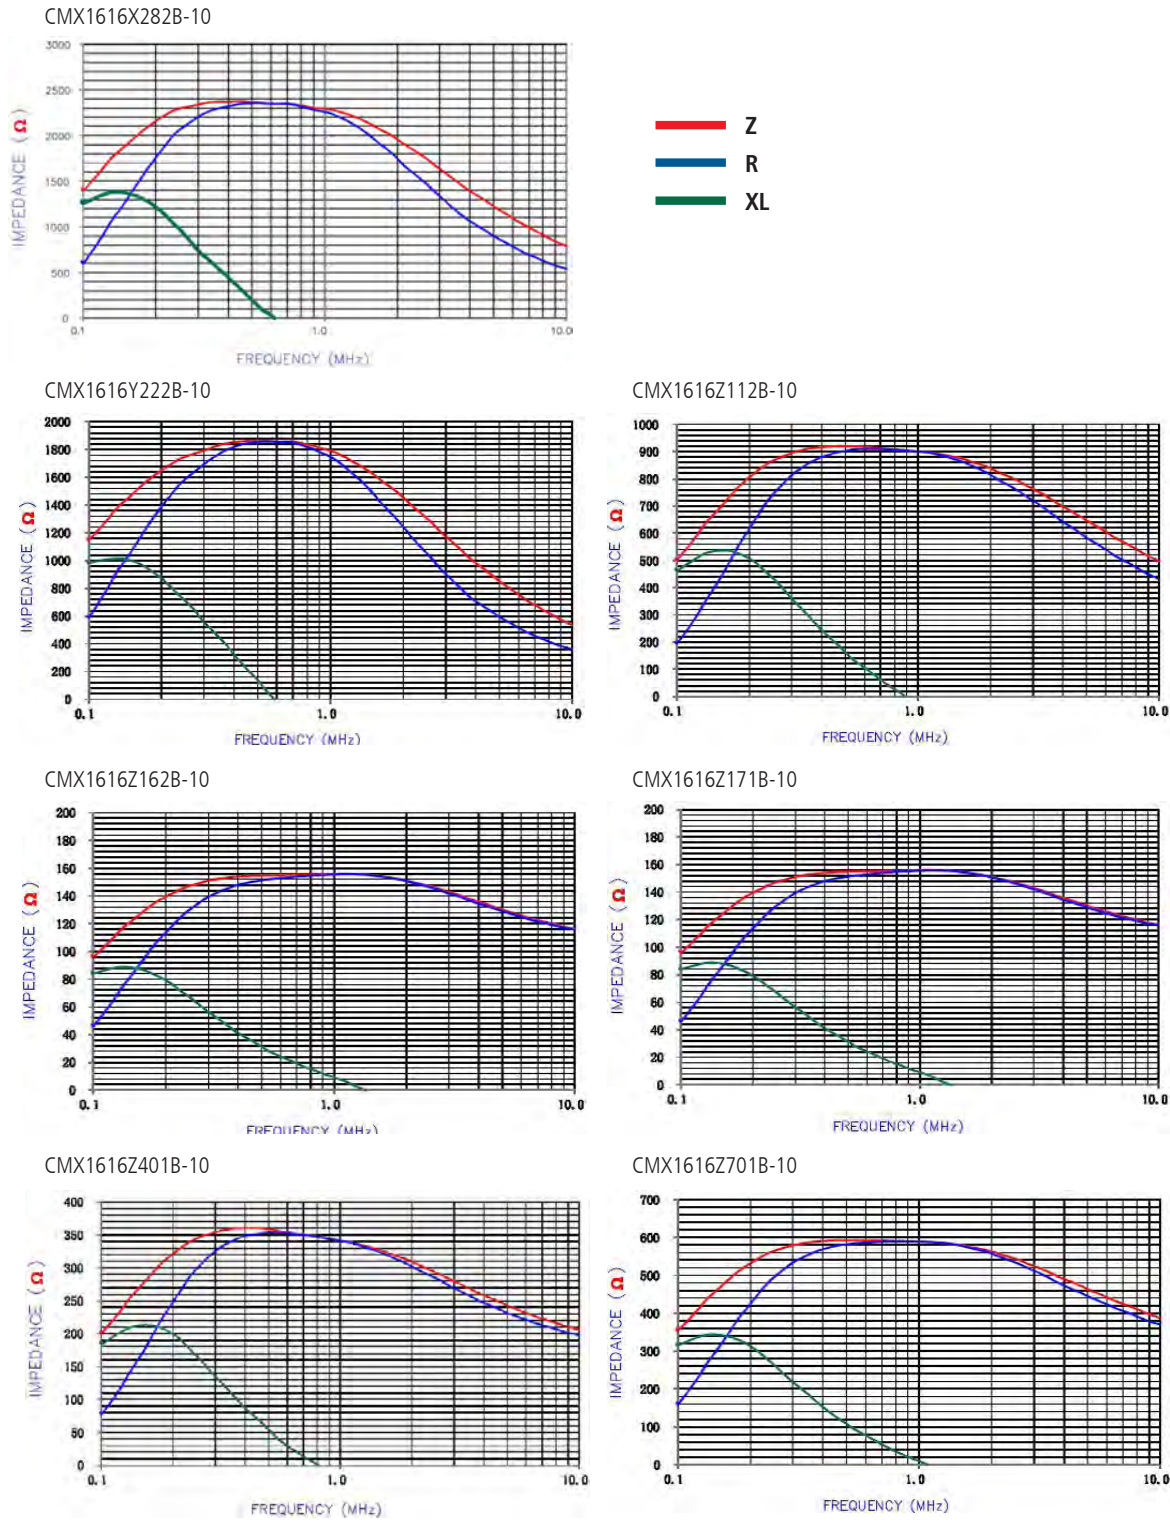 CMX1616X282B-10
3000
2500
2000
1500
1000
500
0
IMPEDANCE (Ω)
0.1 1.0 10.0
FREQUENCY (MHz)
Z
R
XL
CMX1616Y222B-10
2000
1800
1600
1400
1200
1000
800
600
400
200
0
IMPEDANCE (Ω)
0.1 1.0 10.0
FREQUENCY (MHz)
CMX1616Z112B-10
1000
900
800
700
600
500
400
300
200
100
0
IMPEDANCE (Ω)
0.1 1.0 10.0
FREQUENCY (MHz)
CMX1616Z162B-10
200
180
160
140
120
100
80
60
40
20
0
IMPEDANCE (Ω)
0.1 1.0 10.0
FREQUENCY (MHz)
CMX1616Z171B-10
200
180
160
140
120
100
80
60
40
20
0
IMPEDANCE (Ω)
0.1 1.0 10.0
FREQUENCY (MHz)
CMX1616Z401B-10
400
350
300
250
200
150
100
50
0
IMPEDANCE (Ω)
0.1 1.0 10.0
FREQUENCY (MHz)
CMX1616Z701B-10
700
600
500
400
300
200
100
0
IMPEDANCE (Ω)
0.1 1.0 10.0
FREQUENCY (MHz)